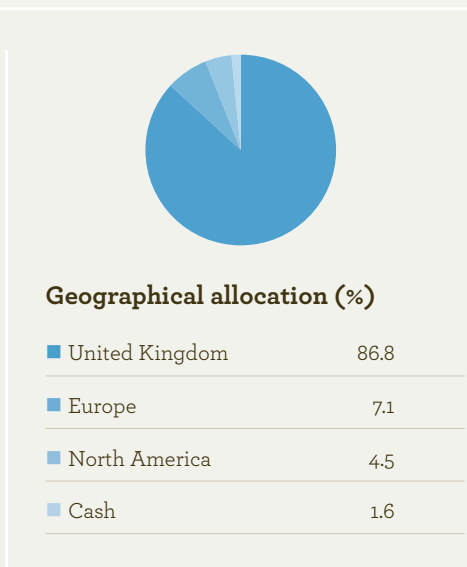 Geographical allocation (%)
United Kingdom 86.8
Europe 7.1
North America 4.5
Cash 1.6